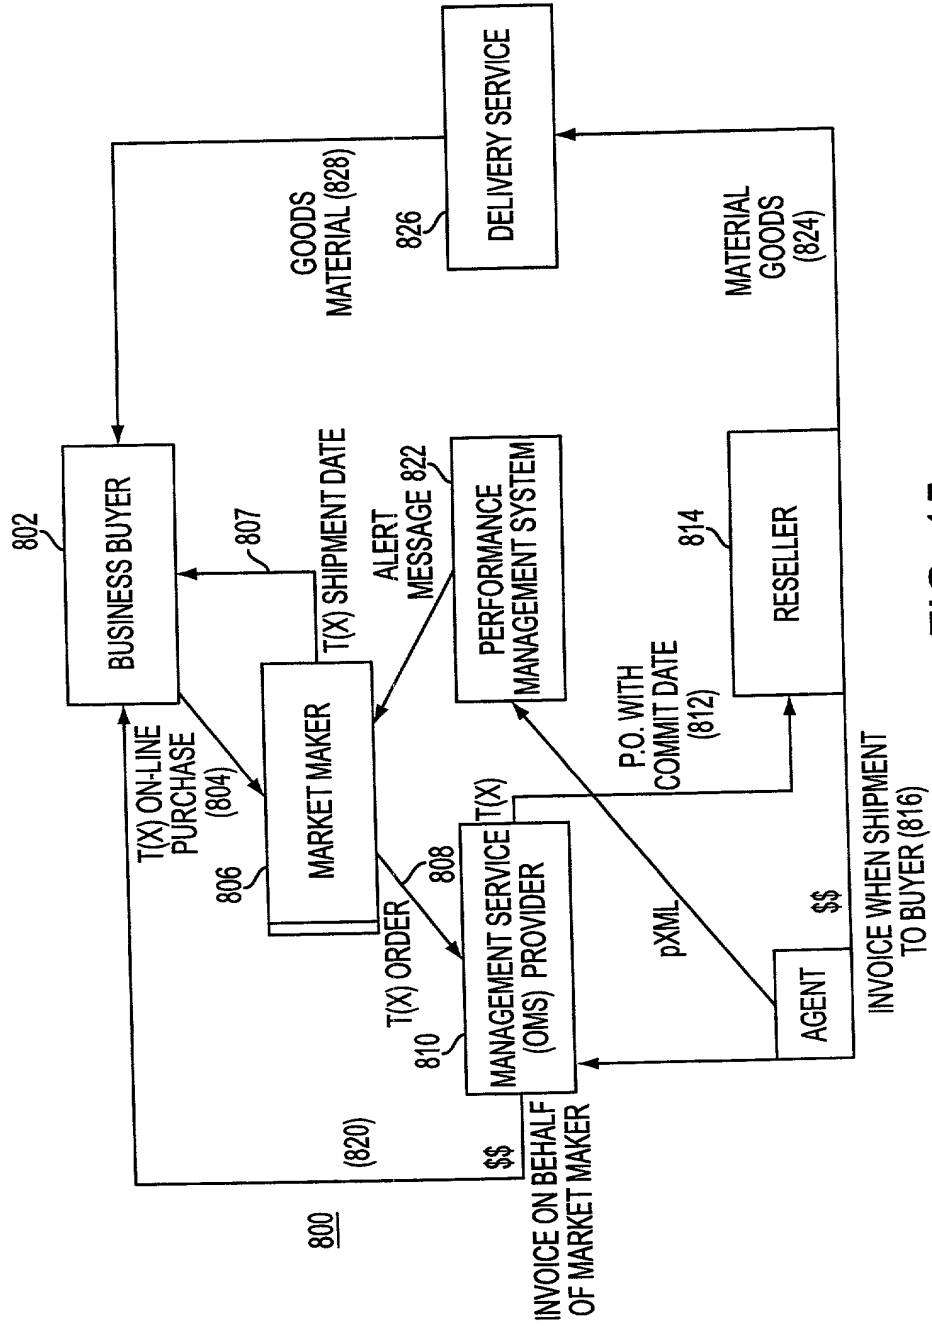 802
BUSINESS BUYER
T(X) ON-LINE
PURCHASE
(804)
807
T(X) SHIPMENT DATE
806
MARKET MAKER
ALERT
MESSAGE 822
GOODS
MATERIAL (828)
826
DELIVERY SERVICE
800
(820)
$$
INVOICE ON BEHALF
OF MARKET MAKER
T(X) ORDER
808
810
MANAGEMENT SERVICE
(OMS) PROVIDER
T(X)
PERFORMANCE
MANAGEMENT SYSTEM
P.O. WITH
COMMIT DATE
(812)
pXML
814
RESELLER
MATERIAL
GOODS
(824)
AGENT
$$
INVOICE WHEN SHIPMENT
TO BUYER (816)